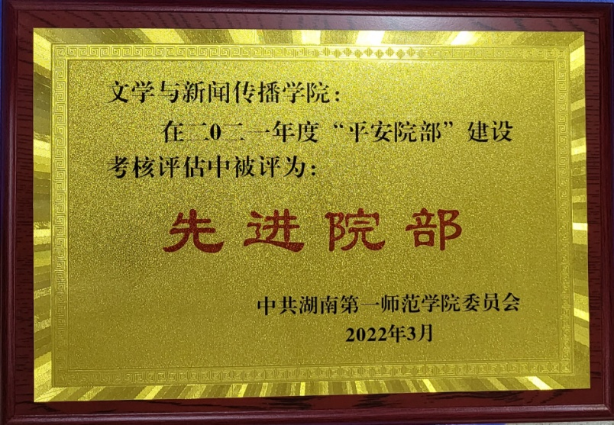 文学与新闻传播学院：
在二0二一年度“平安院部”建设
考核评估中被评为：
先进院部
中共湖南第一师范学院委员会
2022年3月